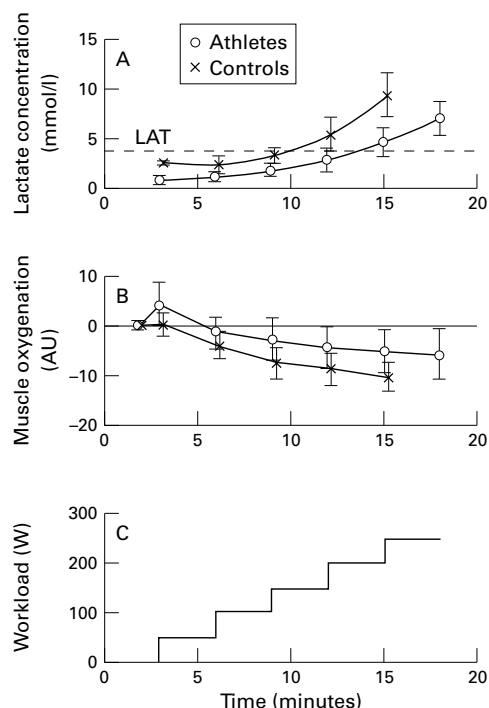 Lactate concentration
(mmol/l)
15
10
5
0
A
Athletes
Controls
LAT
0
5
10
15
20
Muscle oxygenation
(AU)
10
0
–10
–20
B
0
5
10
15
20
Workload (W)
300
200
100
0
C
0
5
10
15
20
Time (minutes)